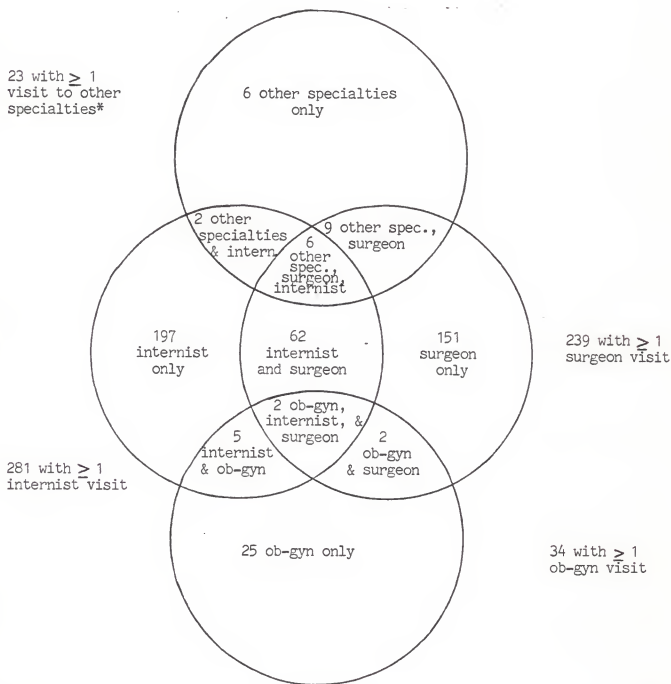 23 with ≥ 1
visit to other
specialties*
6 other specialties
only
2 other
specialties
& intern.
9 other spec.,
surgeon
6
other
spec.,
surgeon,
internist
197
internist
only
62
internist
and surgeon
151
surgeon
only
239 with ≥ 1
surgeon visit
2 ob-gyn,
internist, &
surgeon
5
internist
& ob-gyn
2
ob-gyn
& surgeon
281 with ≥ 1
internist visit
25 ob-gyn only
34 with ≥ 1
ob-gyn visit